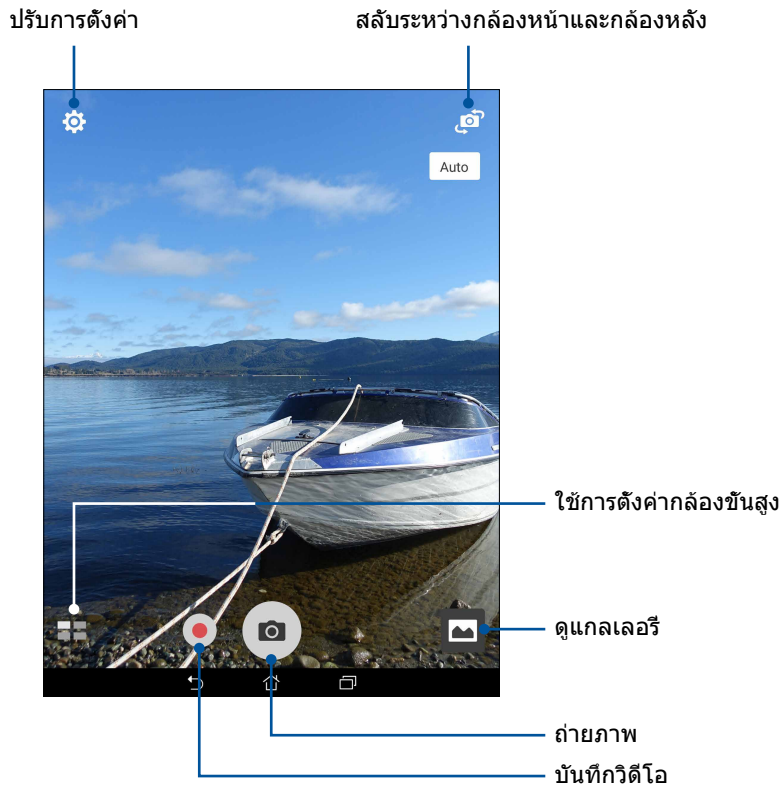 ปรับการตั้งค่า
สลับระหว่างกล้องหน้าและกล้องหลัง
Auto
ใช้การตั้งค่ากล้องขั้นสูง
ดูแกลเลอรี
ถ่ายภาพ
บันทึกวิดีโอ